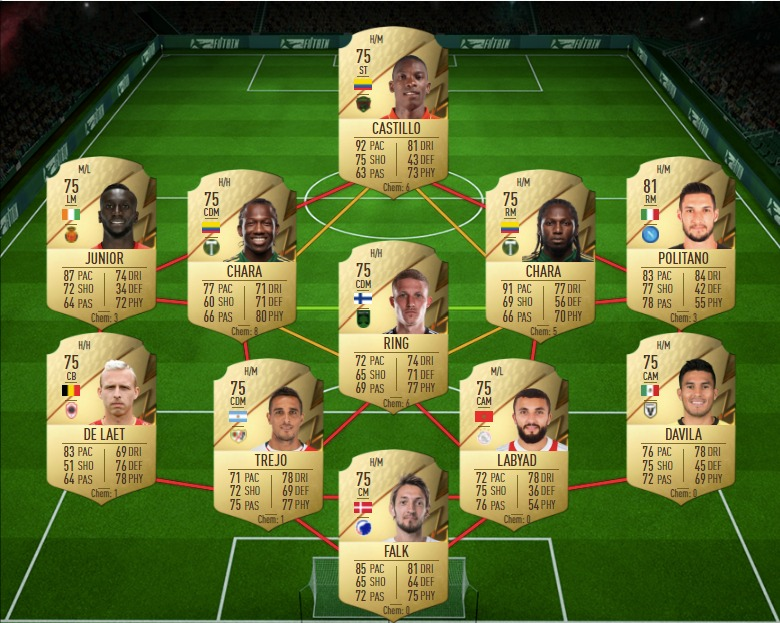 H/M
75
ST
CASTILLO
92 PAC 81 DRI
75 SHO 43 DEF
63 PAS 73 PHY
Chem: 6
M/L
75
LM
JUNIOR
87 PAC 74 DRI
72 SHO 34 DEF
64 PAS 72 PHY
Chem: 3
H/H
75
CDM
CHARA
77 PAC 71 DRI
60 SHO 71 DEF
66 PAS 80 PHY
Chem: 8
H/M
75
RM
CHARA
91 PAC 77 DRI
69 SHO 56 DEF
66 PAS 70 PHY
Chem: 5
H/M
81
RM
POLITANO
83 PAC 84 DRI
77 SHO 42 DEF
78 PAS 55 PHY
Chem: 3
H/H
75
CDM
RING
72 PAC 74 DRI
65 SHO 71 DEF
69 PAS 77 PHY
Chem: 6
H/H
75
CB
DE LAET
83 PAC 69 DRI
51 SHO 76 DEF
64 PAS 78 PHY
Chem: 1
H/M
75
CDM
TREJO
71 PAC 78 DRI
72 SHO 69 DEF
75 PAS 77 PHY
Chem: 1
M/L
75
CAM
LABYAD
72 PAC 78 DRI
75 SHO 36 DEF
76 PAS 54 PHY
Chem: 0
H/M
75
CAM
DAVILA
76 PAC 78 DRI
75 SHO 45 DEF
72 PAS 69 PHY
Chem: 0
H/M
75
CM
FALK
85 PAC 81 DRI
65 SHO 64 DEF
72 PAS 75 PHY
Chem: 0